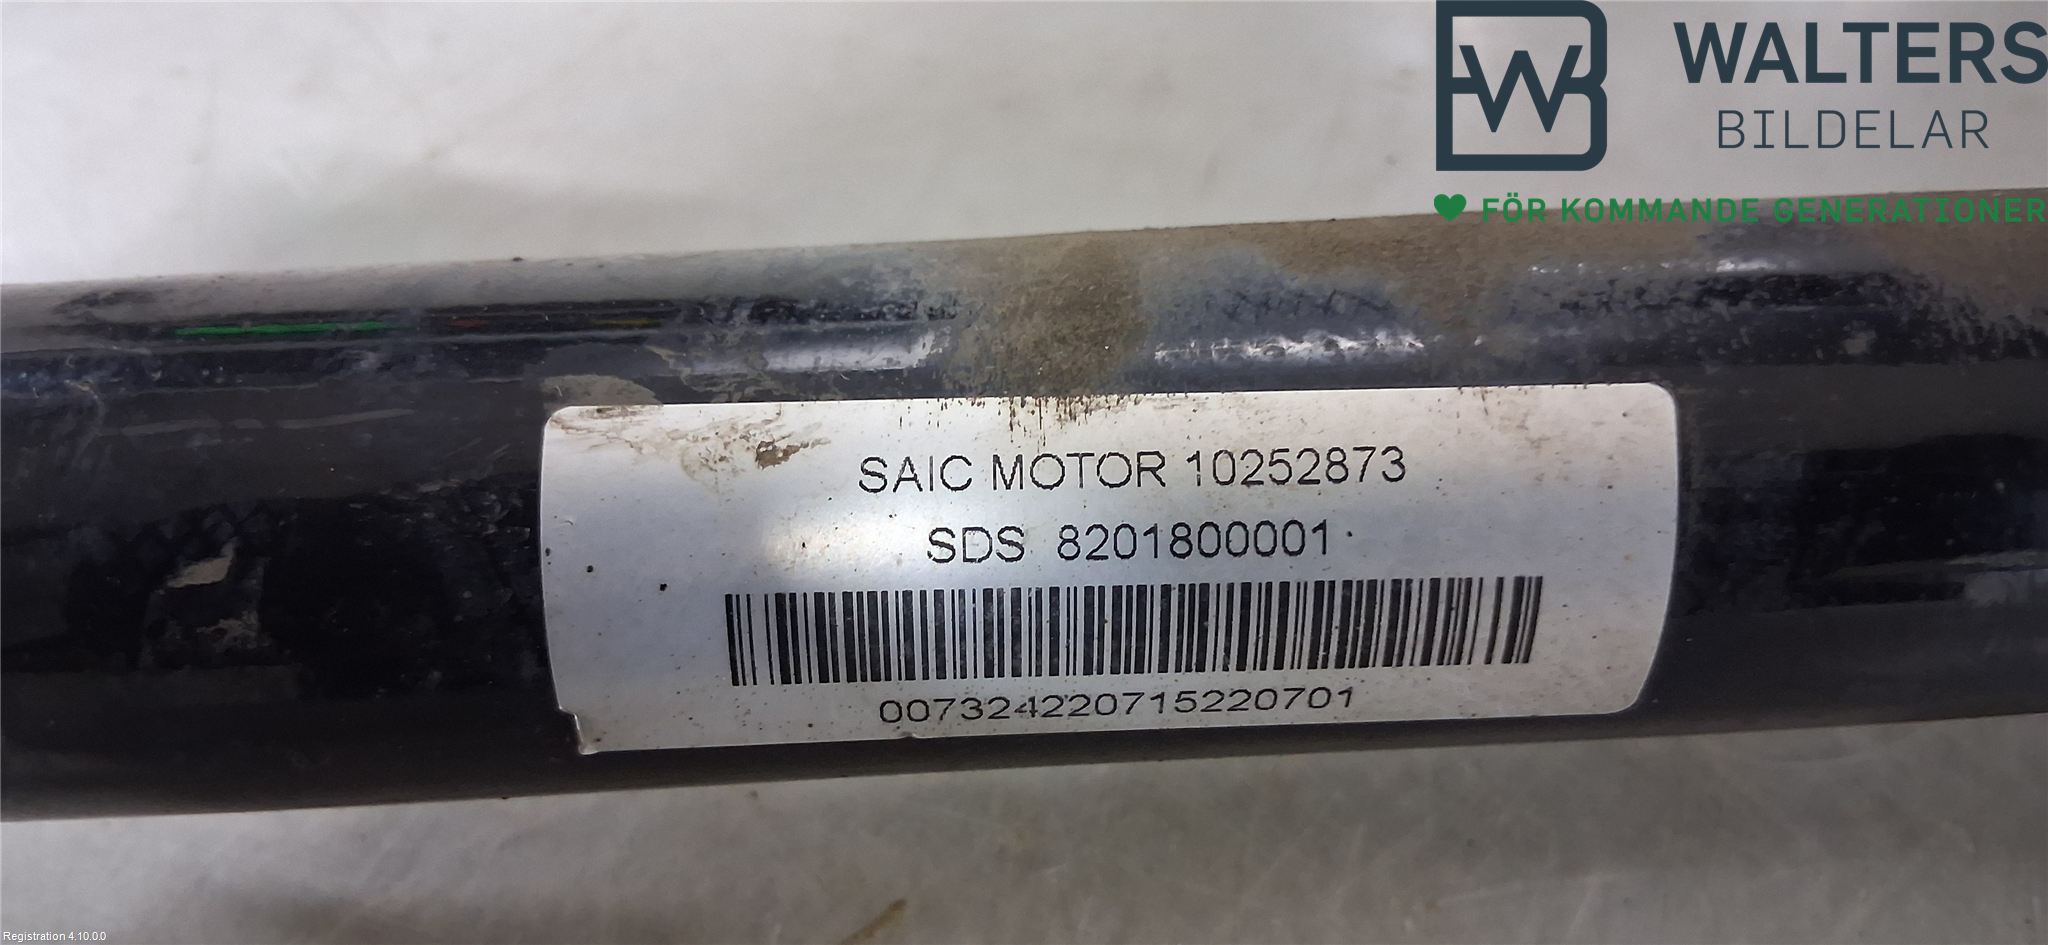 WALTERS
BILDELAR
FÖR KOMMANDE GENERATIONER
SAIC MOTOR 10252873
SDS 8201800001
007324220715220701
Registration 4.10.0.0